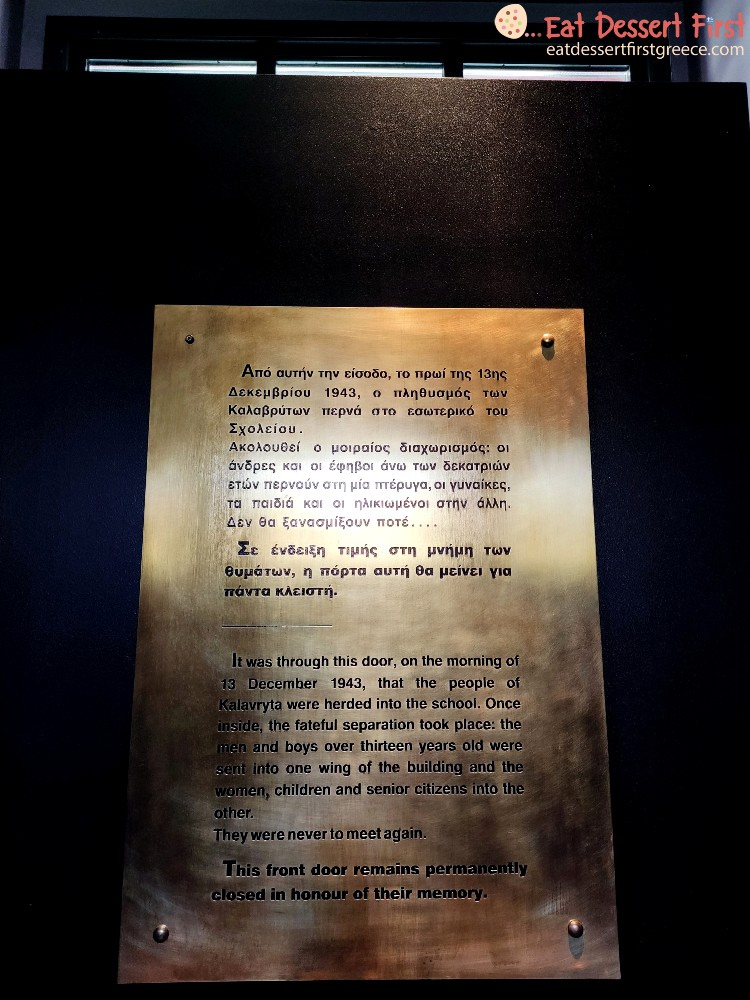 ... Eat Dessert First
eatdessertfirstgreece.com
Από αυτήν την είσοδο, το πρωί της 13ης
Δεκεμβρίου 1943, ο πληθυσμός των
Καλαβρύτων περνά στο εσωτερικό του
Σχολείου.
Ακολουθεί ο μοιραίος διαχωρισμός: οι
άνδρες και οι έφηβοι άνω των δεκατριών
ετών περνούν στη μία πτέρυγα, οι γυναίκες,
τα παιδιά και οι ηλικιωμένοι στην άλλη.
Δεν θα ξανασμίξουν ποτέ....
Σε ένδειξη τιμής στη μνήμη των
θυμάτων, η πόρτα αυτή θα μείνει για
πάντα κλειστή.
It was through this door, on the morning of
13 December 1943, that the people of
Kalavryta were herded into the school. Once
inside, the fateful separation took place: the
men and boys over thirteen years old were
sent into one wing of the building and the
women, children and senior citizens into the
other.
They were never to meet again.
This front door remains permanently
closed in honour of their memory.